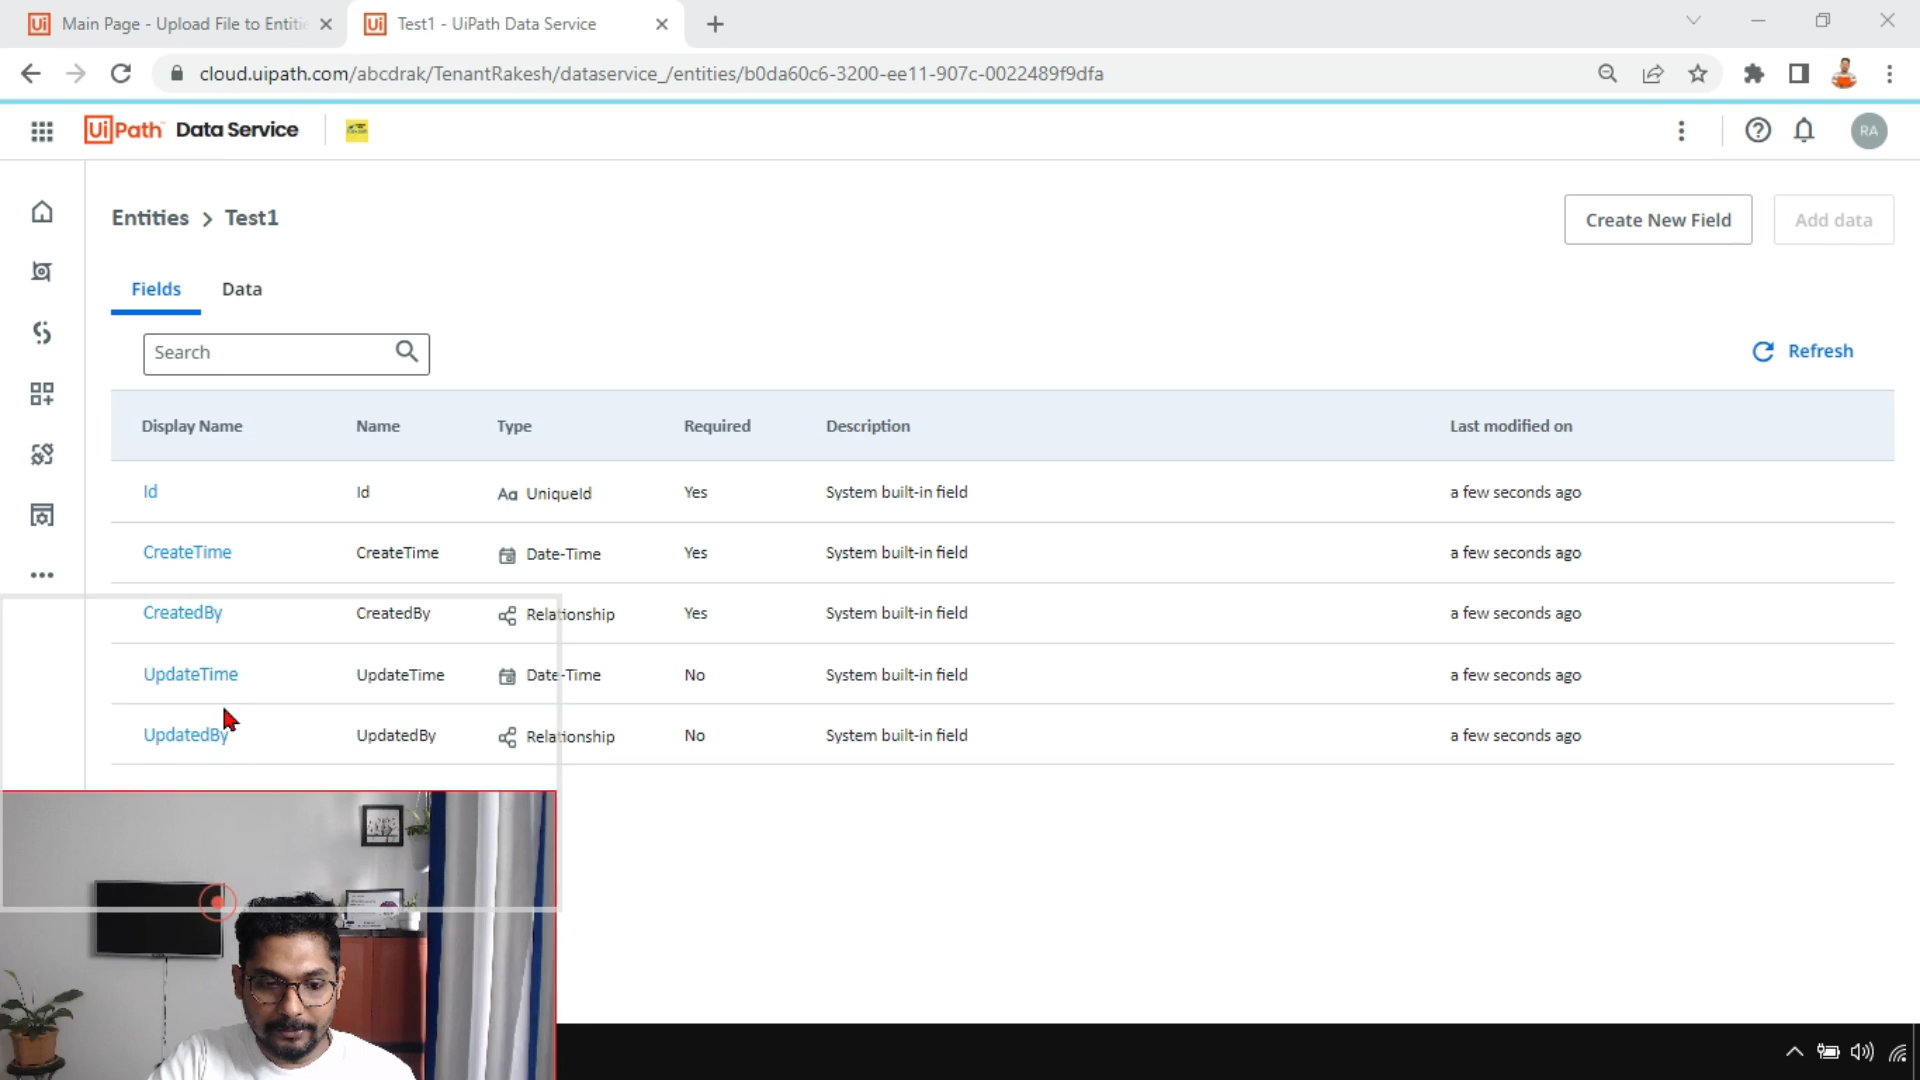 Main Page - Upload File to Entitie
Test1 - UiPath Data Service
cloud.uipath.com/abcdrak/TenantRakesh/dataservice_/entities/b0da60c6-3200-ee11-907c-0022489f9dfa
UiPath Data Service
RA
Entities > Test1
Create New Field
Add data
Fields Data
Search
Refresh
Display Name Name Type Required Description Last modified on
Id Id Aa UniqueId Yes System built-in field a few seconds ago
CreateTime CreateTime Date-Time Yes System built-in field a few seconds ago
CreatedBy CreatedBy Relationship Yes System built-in field a few seconds ago
UpdateTime UpdateTime Date-Time No System built-in field a few seconds ago
UpdatedBy UpdatedBy Relationship No System built-in field a few seconds ago